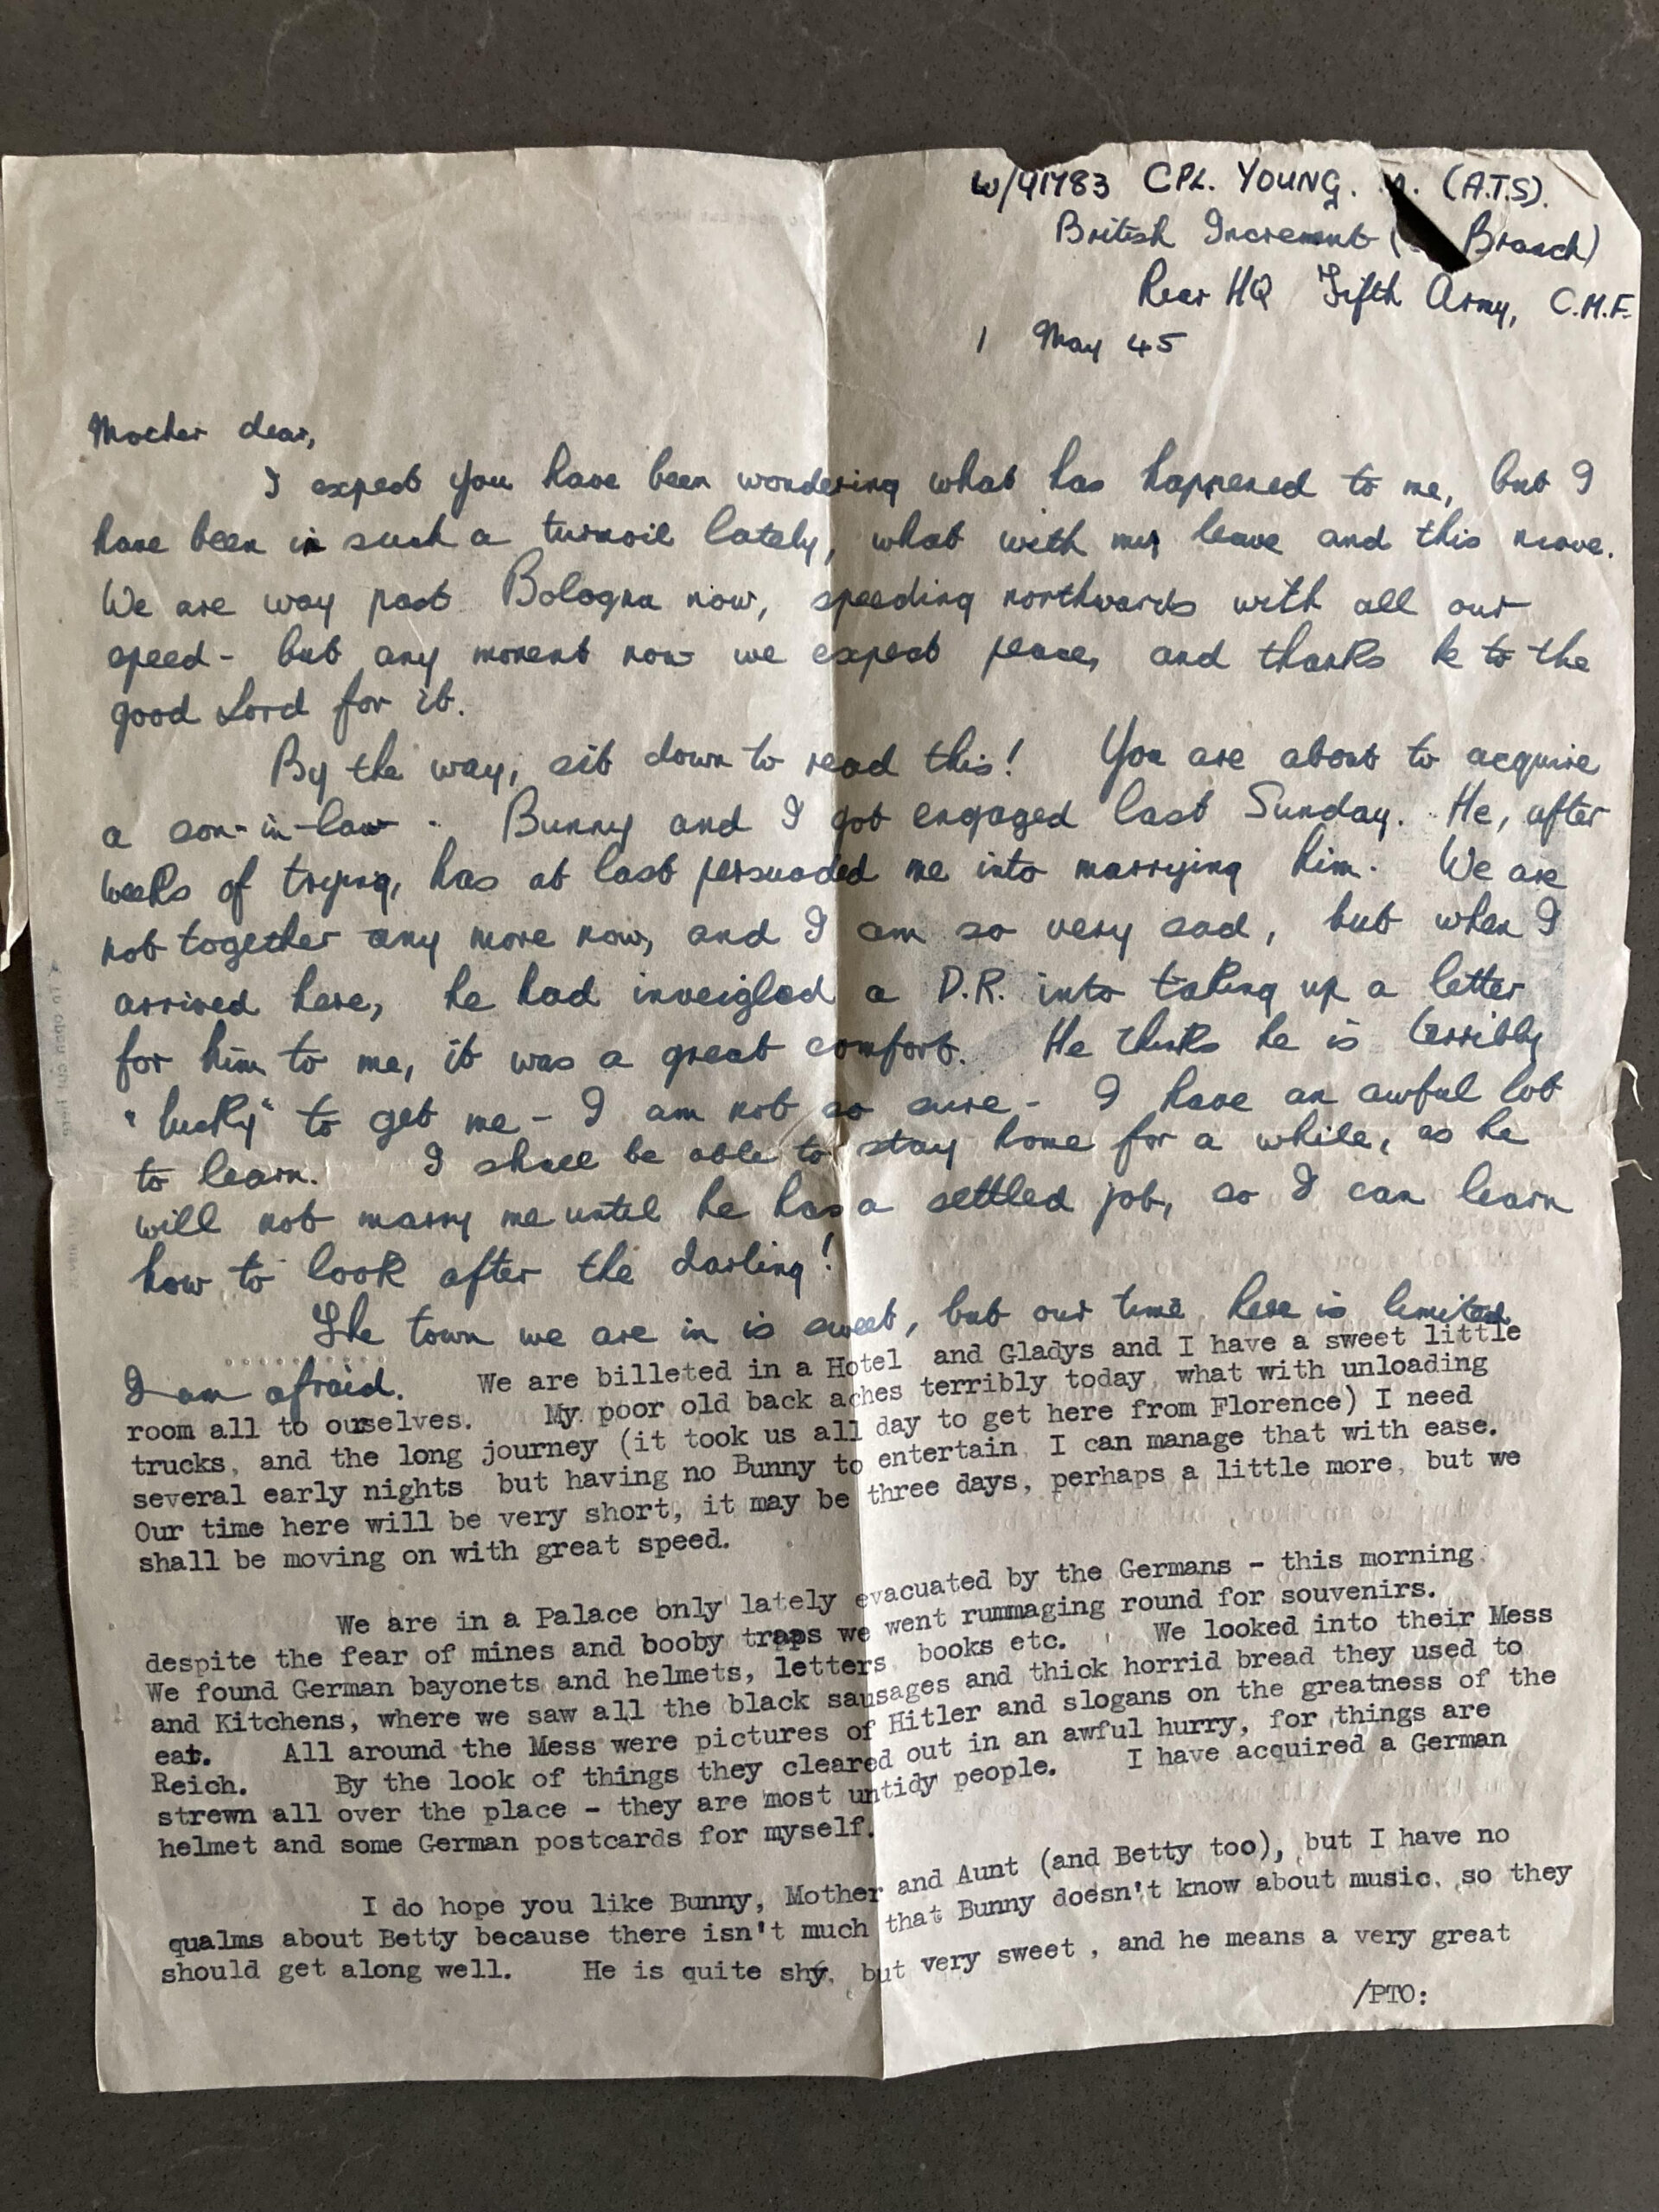 W/91783 CPL. YOUNG. (A.T.S).
British Increment ( Branch)
Rear HQ Fifth Army, C.M.F.
1 May 45
Mother dear,
I expect you have been wondering what has happened to me, but I
have been in such a turmoil lately, what with my leave and this move.
We are way past Bologna now, speeding northwards with all our
speed - but any moment now we expect peace, and thanks be to the
good Lord for it.
By the way, sit down to read this! You are about to acquire
a son-in-law - Bunny and I got engaged last Sunday. He, after
weeks of trying, has at last persuaded me into marrying him. We are
not together any more now, and I am so very sad, but when I
arrived here, he had inveigled a D.R. into taking up a letter
for him to me, it was a great comfort. He thinks he is terribly
"lucky" to get me - I am not so sure - I have an awful lot
to learn. I shall be able to stay home for a while, as he
will not marry me until he has a settled job, so I can learn
how to look after the darling!
The town we are in is sweet, but our time here is limited
I am afraid. We are billeted in a Hotel and Gladys and I have a sweet little
room all to ourselves. My poor old back aches terribly today, what with unloading
trucks, and the long journey (it took us all day to get here from Florence) I need
several early nights but having no Bunny to entertain, I can manage that with ease.
Our time here will be very short, it may be three days, perhaps a little more, but we
shall be moving on with great speed.
We are in a Palace only lately evacuated by the Germans - this morning,
despite the fear of mines and booby traps we went rummaging round for souvenirs.
We found German bayonets and helmets, letters, books etc. We looked into their Mess
and Kitchens, where we saw all the black sausages and thick horrid bread they used to
eat. All around the Mess were pictures of Hitler and slogans on the greatness of the
Reich. By the look of things they cleared out in an awful hurry, for things are
strewn all over the place - they are most untidy people. I have acquired a German
helmet and some German postcards for myself.
I do hope you like Bunny, Mother and Aunt (and Betty too), but I have no
qualms about Betty because there isn't much that Bunny doesn't know about music, so they
should get along well. He is quite shy, but very sweet , and he means a very great
/PTO: